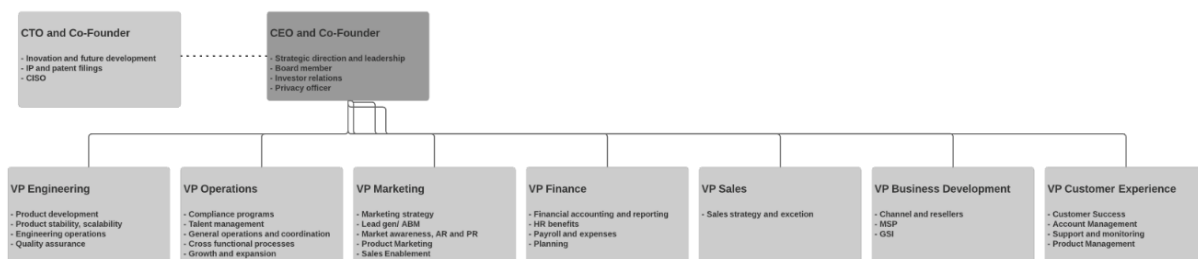 CTO and Co-Founder
- Inovation and future development
- IP and patent filings
- CISO
CEO and Co-Founder
- Strategic direction and leadership
- Board member
- Investor relations
- Privacy officer
VP Engineering
- Product development
- Product stability, scalability
- Engineering operations
- Quality assurance
VP Operations
- Compliance programs
- Talent management
- General operations and coordination
- Cross functional processes
- Growth and expansion
VP Marketing
- Marketing strategy
- Lead gen/ ABM
- Market awareness, AR and PR
- Product Marketing
- Sales Enablement
VP Finance
- Financial accounting and reporting
- HR benefits
- Payroll and expenses
- Planning
VP Sales
- Sales strategy and excetion
VP Business Development
- Channel and resellers
- MSP
- GSI
VP Customer Experience
- Customer Success
- Account Management
- Support and monitoring
- Product Management